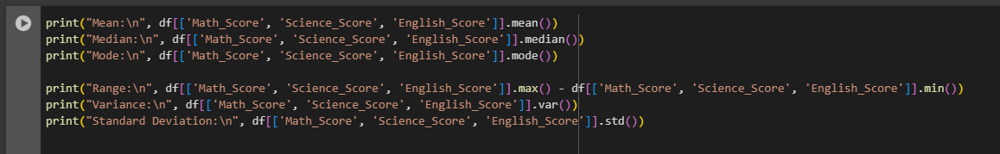 print("Mean:\n", df[['Math_Score', 'Science_Score', 'English_Score']].mean())
print("Median:\n", df[['Math_Score', 'Science_Score', 'English_Score']].median())
print("Mode:\n", df[['Math_Score', 'Science_Score', 'English_Score']].mode())
print("Range:\n", df[['Math_Score', 'Science_Score', 'English_Score']].max() - df[['Math_Score', 'Science_Score', 'English_Score']].min())
print("Variance:\n", df[['Math_Score', 'Science_Score', 'English_Score']].var())
print("Standard Deviation:\n", df[['Math_Score', 'Science_Score', 'English_Score']].std())